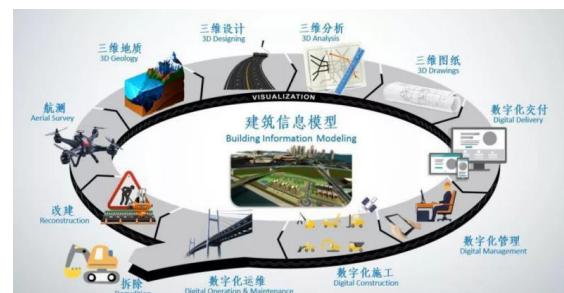 三维设计
3D Designing
三维分析
3D Analysis
三维地质
3D Geology
三维图纸
3D Drawings
航测
Aerial Survey
VISUALIZATION
数字化交付
Digital Delivery
建筑信息模型
Building Information Modeling
改建
Reconstruction
数字化管理
Digital Management
拆除
数字化运维
Digital Operation & Maintenance
数字化施工
Digital Construction